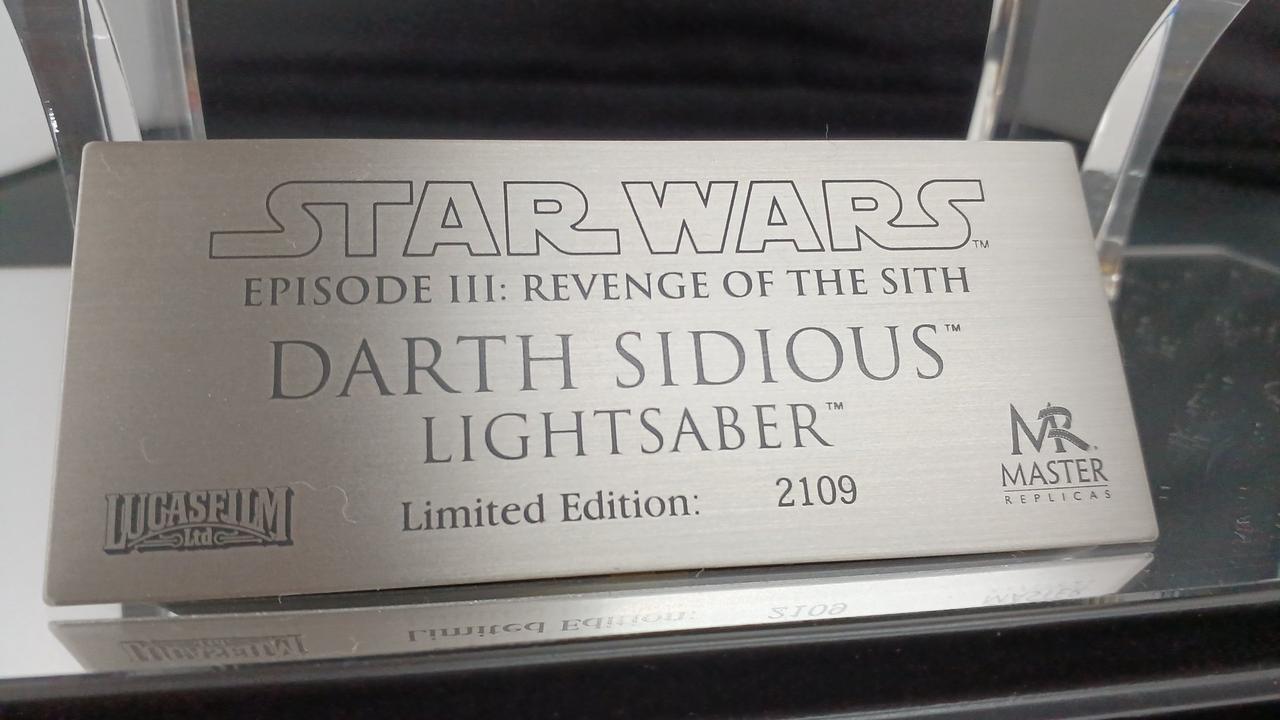 STAR WARS™
EPISODE III: REVENGE OF THE SITH
DARTH SIDIOUS™
LIGHTSABER™
Limited Edition: 2109
LUCASFILM
Ltd
MR
MASTER
REPLICAS